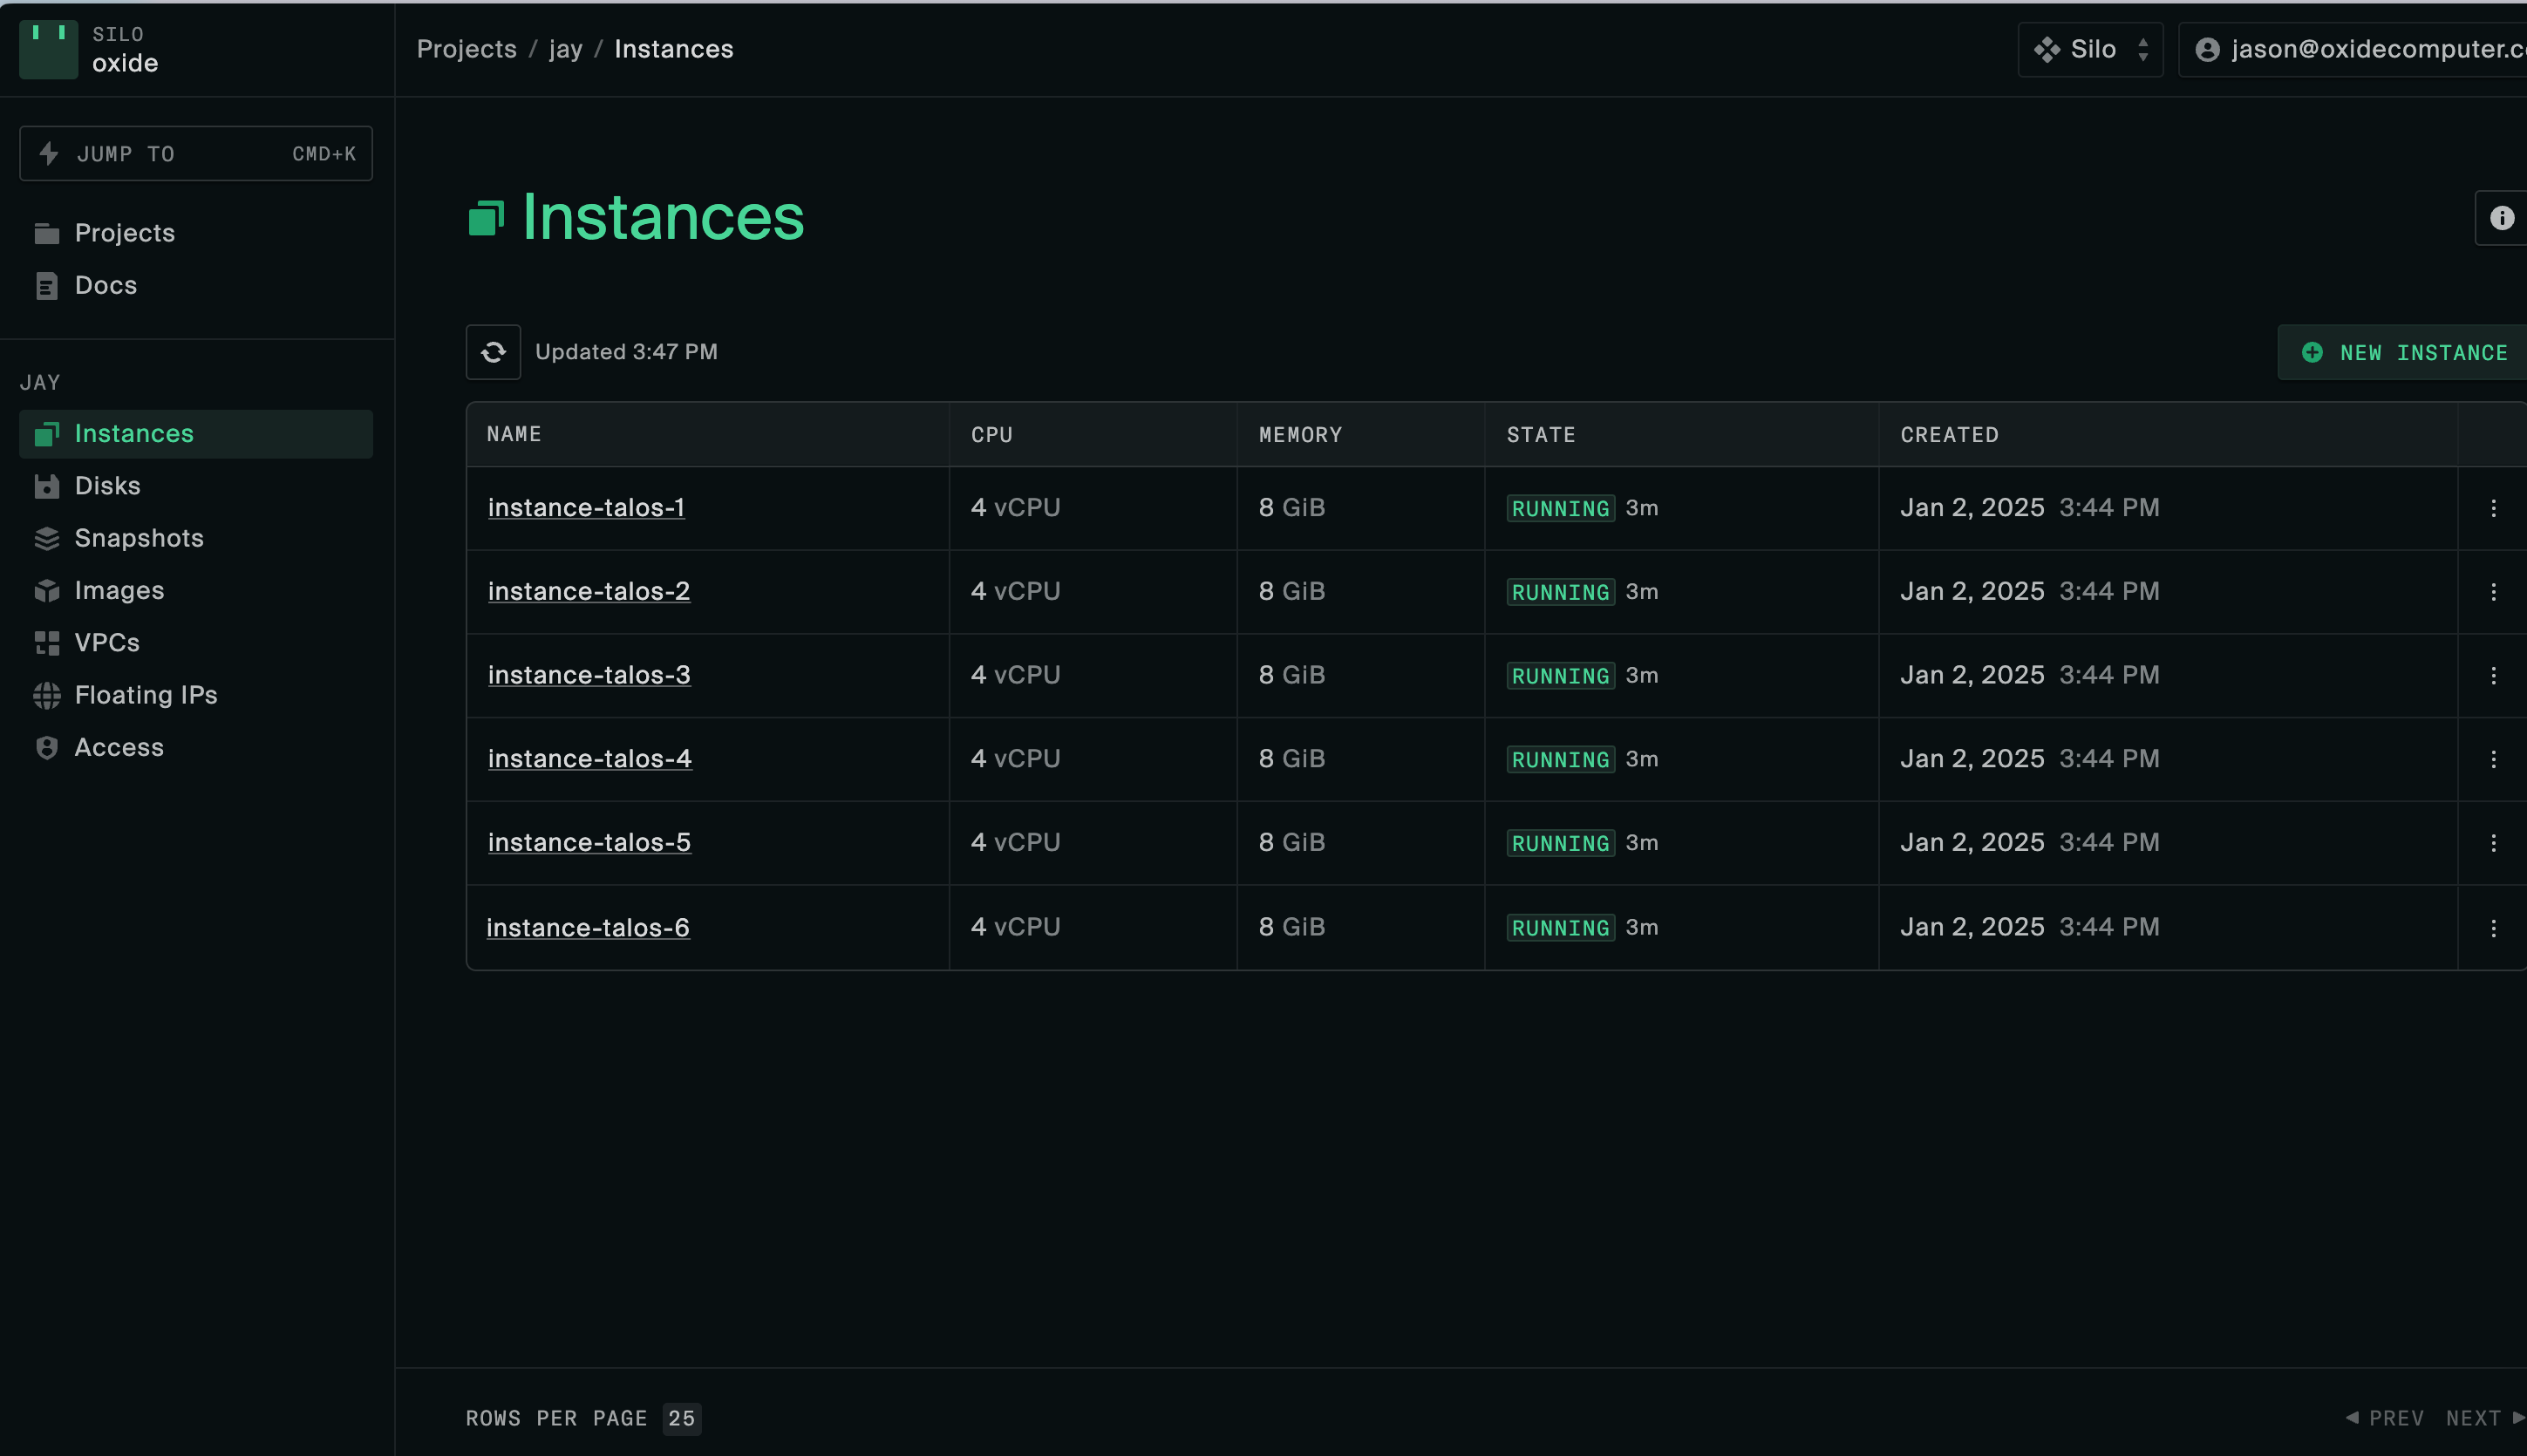 SILO
oxide
Projects / jay / Instances
Silo
jason@oxidecomputer.c
JUMP TO CMD+K
Projects
Docs
JAY
Instances
Disks
Snapshots
Images
VPCs
Floating IPs
Access
Instances
Updated 3:47 PM
NEW INSTANCE
NAME CPU MEMORY STATE CREATED
instance-talos-1 4 vCPU 8 GiB RUNNING 3m Jan 2, 2025 3:44 PM
instance-talos-2 4 vCPU 8 GiB RUNNING 3m Jan 2, 2025 3:44 PM
instance-talos-3 4 vCPU 8 GiB RUNNING 3m Jan 2, 2025 3:44 PM
instance-talos-4 4 vCPU 8 GiB RUNNING 3m Jan 2, 2025 3:44 PM
instance-talos-5 4 vCPU 8 GiB RUNNING 3m Jan 2, 2025 3:44 PM
instance-talos-6 4 vCPU 8 GiB RUNNING 3m Jan 2, 2025 3:44 PM
ROWS PER PAGE 25
PREV NEXT